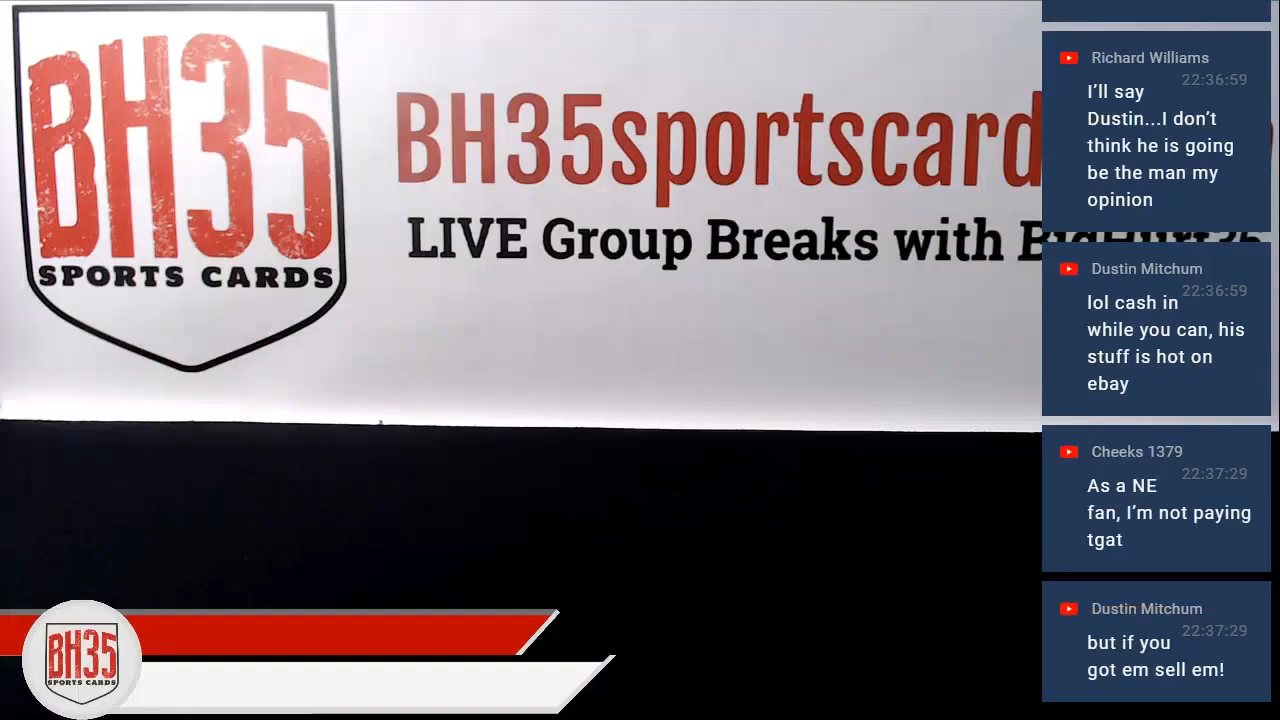 BH35
SPORTS CARDS
BH35sportscard
LIVE Group Breaks with BigHurt35
Richard Williams
22:36:59
I'll say
Dustin...I don't
think he is going
be the man my
opinion
Dustin Mitchum
22:36:59
lol cash in
while you can, his
stuff is hot on
ebay
Cheeks 1379
22:37:29
As a NE
fan, I'm not paying
tgat
Dustin Mitchum
22:37:29
but if you
got em sell em!
BH35
SPORTS CARDS